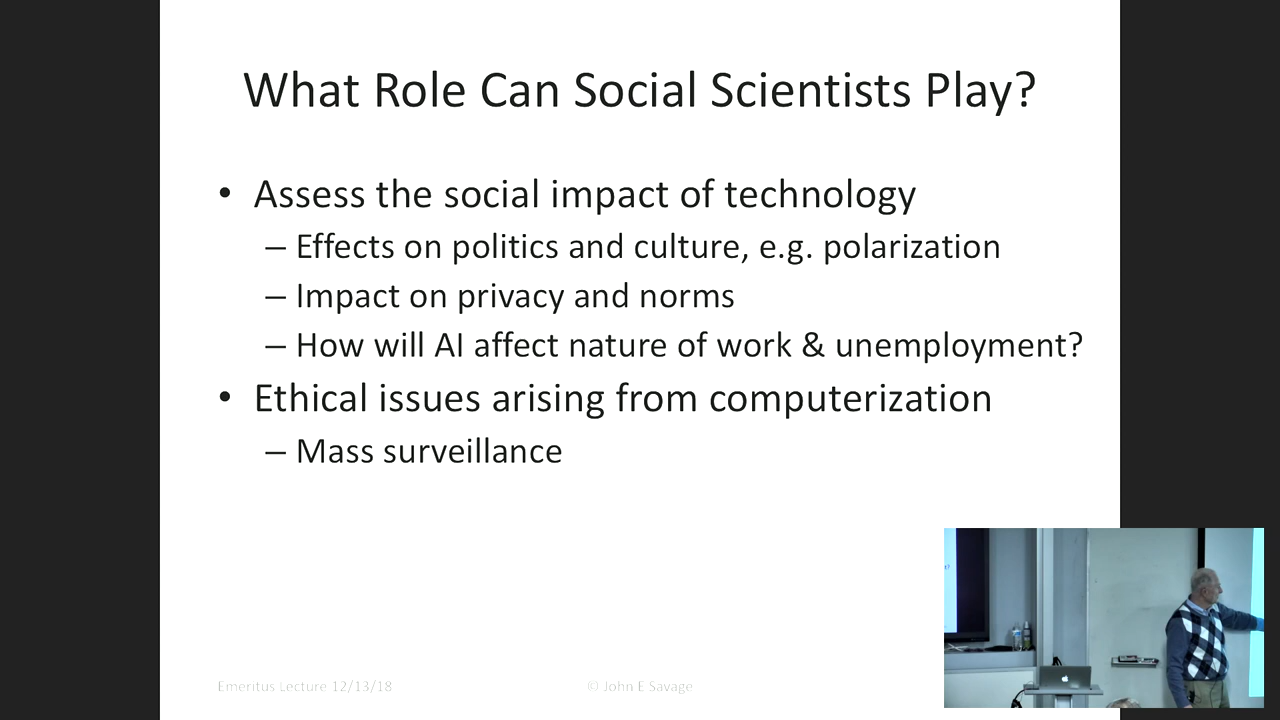 What Role Can Social Scientists Play?
• Assess the social impact of technology
– Effects on politics and culture, e.g. polarization
– Impact on privacy and norms
– How will AI affect nature of work & unemployment?
• Ethical issues arising from computerization
– Mass surveillance
Emeritus Lecture 12/13/18
© John E Savage